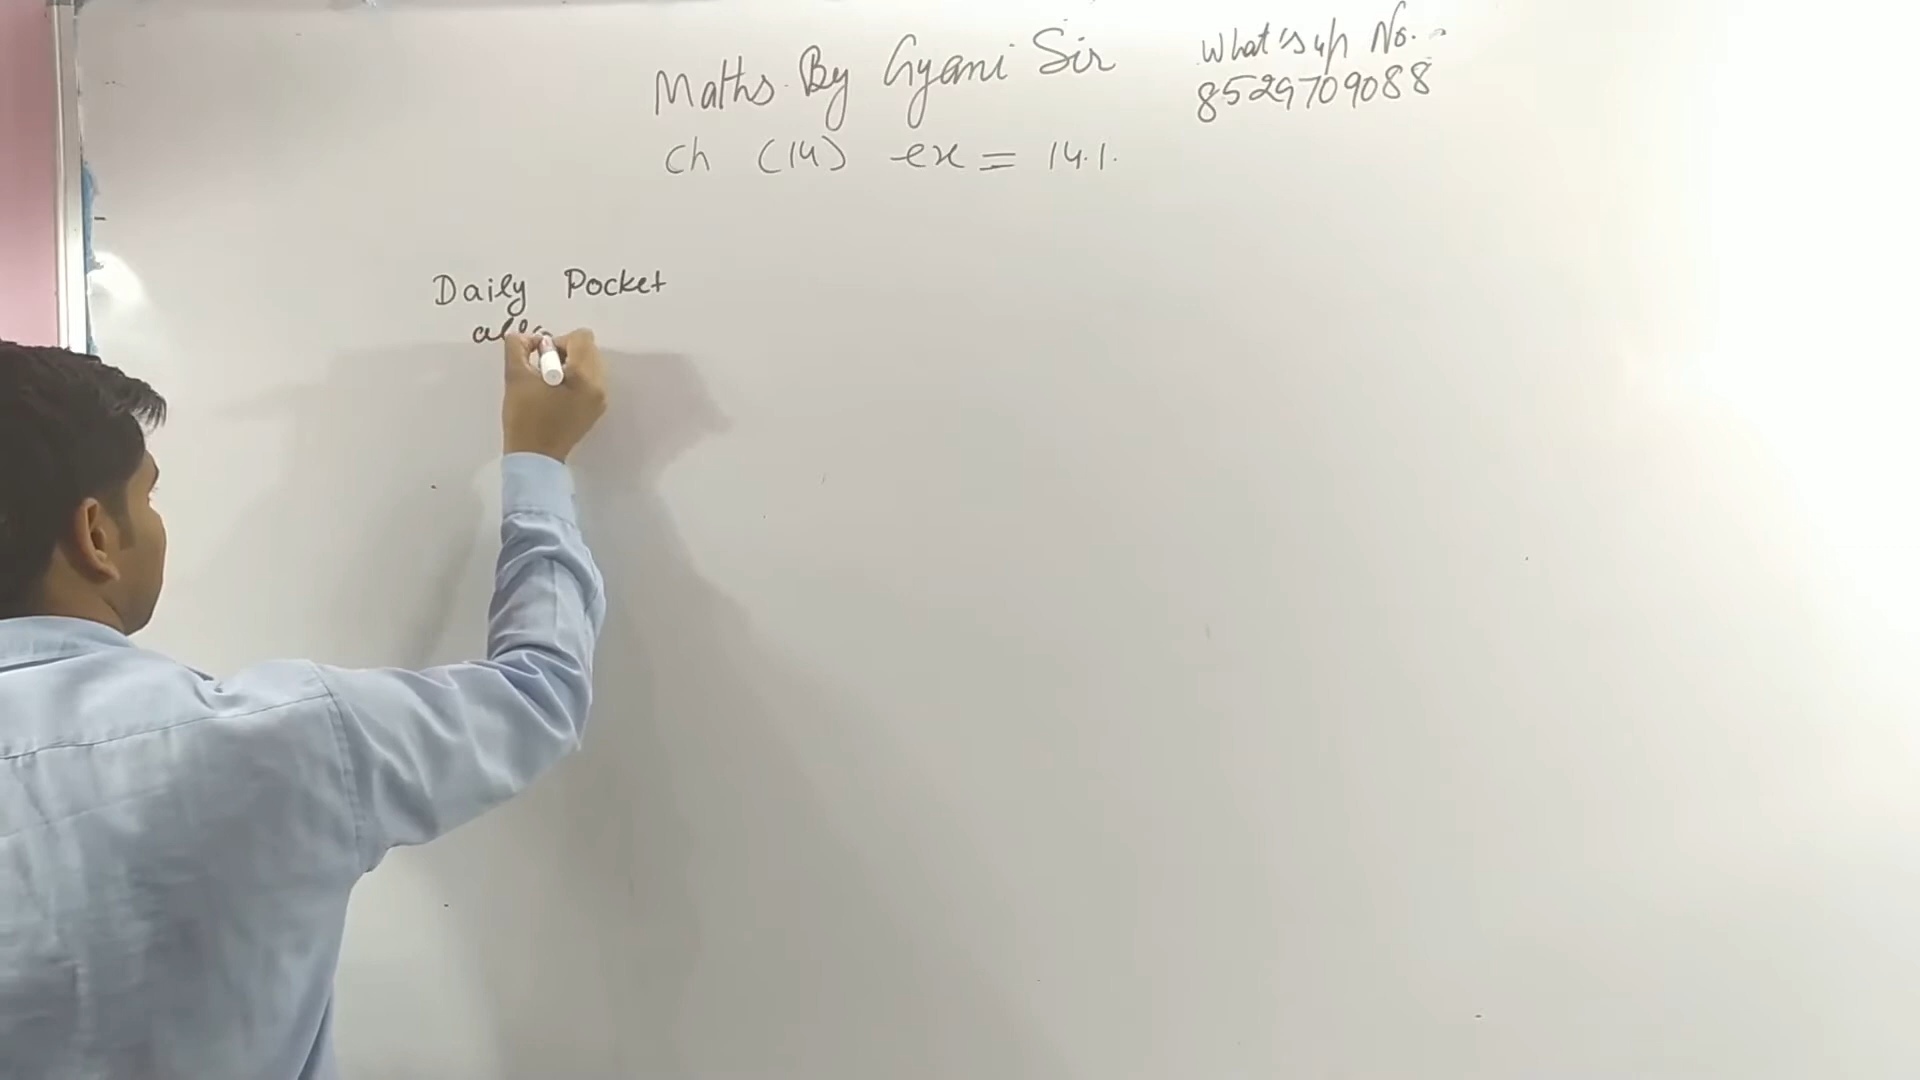 Maths By Gyani Sir
What's up No.
8529709088
ch (14) ex = 14.1.
Daily Pocket